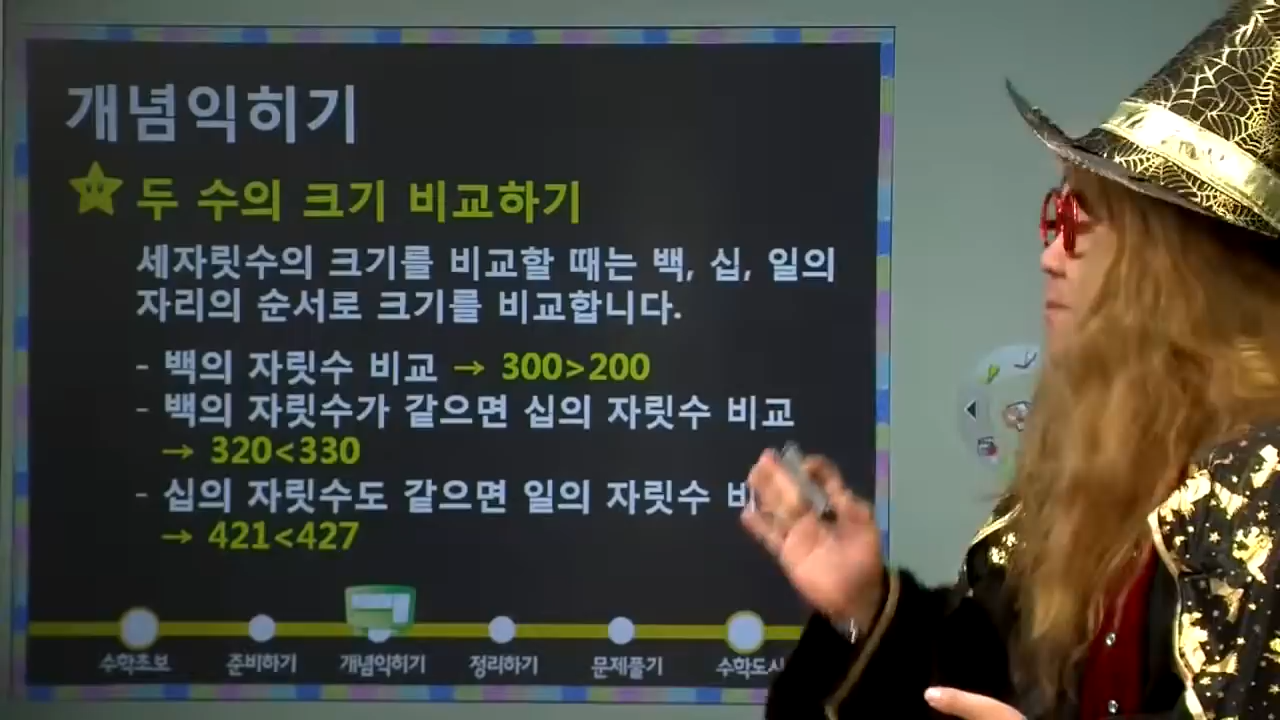 개념익히기
두 수의 크기 비교하기
세자릿수의 크기를 비교할 때는 백, 십, 일의
자리의 순서로 크기를 비교합니다.
- 백의 자릿수 비교 → 300>200
- 백의 자릿수가 같으면 십의 자릿수 비교
→ 320<330
- 십의 자릿수도 같으면 일의 자릿수
→ 421<427
수학초보 준비하기 개념익히기 정리하기 문제풀기